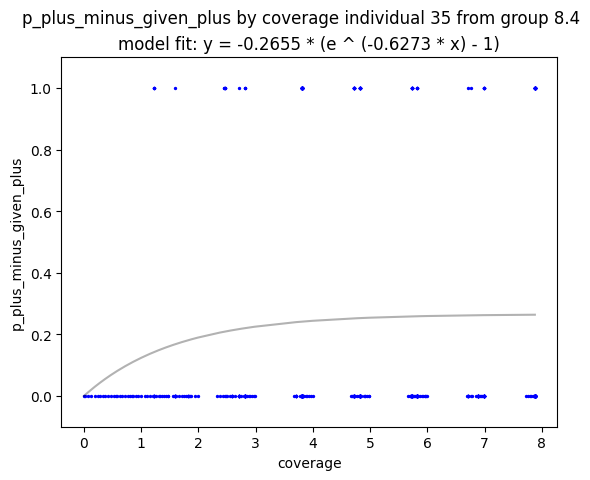 p_plus_minus_given_plus by coverage individual 35 from group 8.4
model fit: y = -0.2655 * (e ^ (-0.6273 * x) - 1)
1.0
0.8
0.6
0.4
0.2
0.0
p_plus_minus_given_plus
0 1 2 3 4 5 6 7 8
coverage